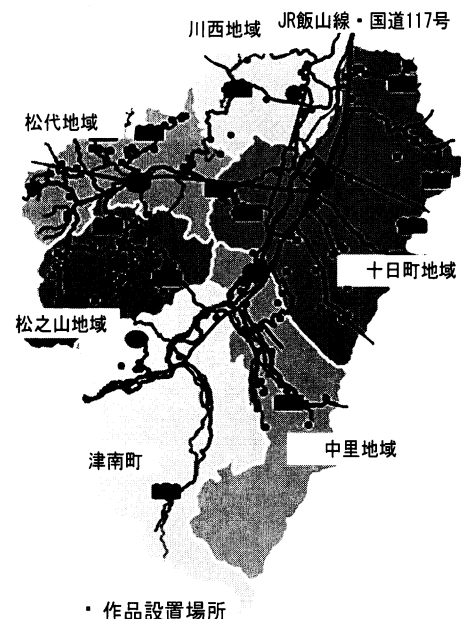 川西地域
JR飯山線・国道117号
松代地域
十日町地域
松之山地域
中里地域
津南町
・ 作品設置場所